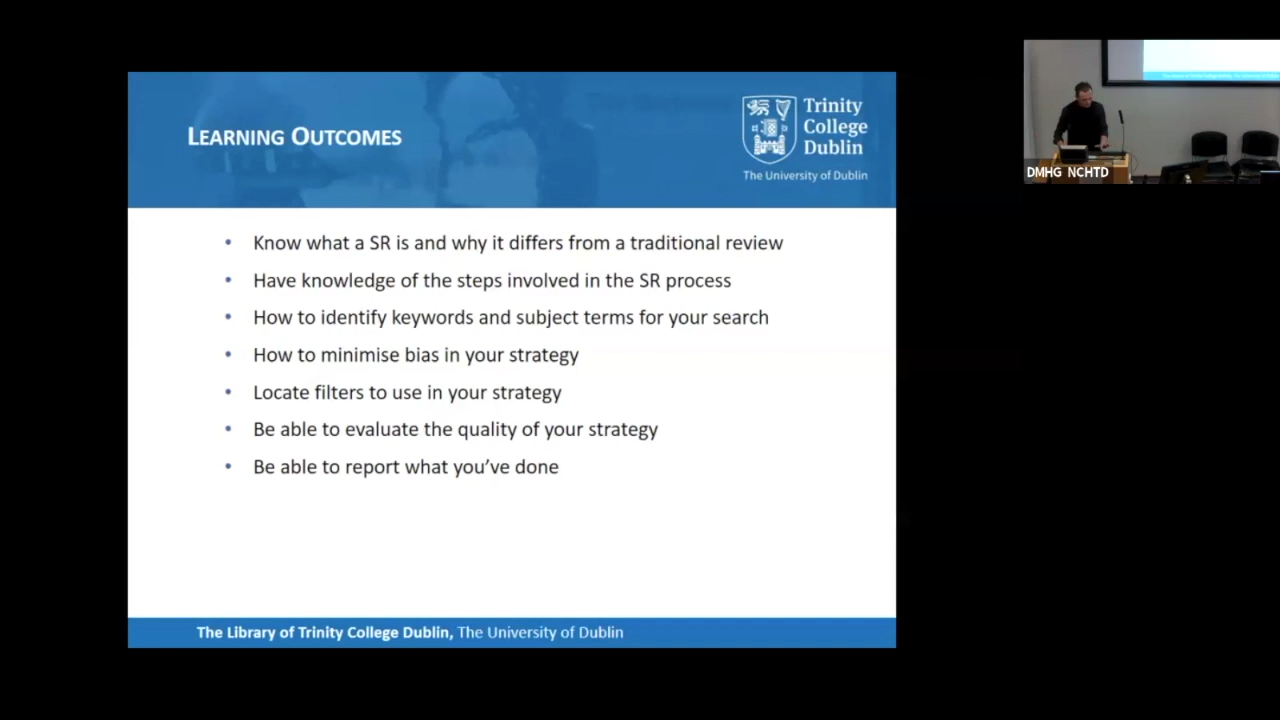 LEARNING OUTCOMES
Trinity
College
Dublin
The University of Dublin
• Know what a SR is and why it differs from a traditional review
• Have knowledge of the steps involved in the SR process
• How to identify keywords and subject terms for your search
• How to minimise bias in your strategy
• Locate filters to use in your strategy
• Be able to evaluate the quality of your strategy
• Be able to report what you’ve done
The Library of Trinity College Dublin, The University of Dublin
DMHG NCHTD